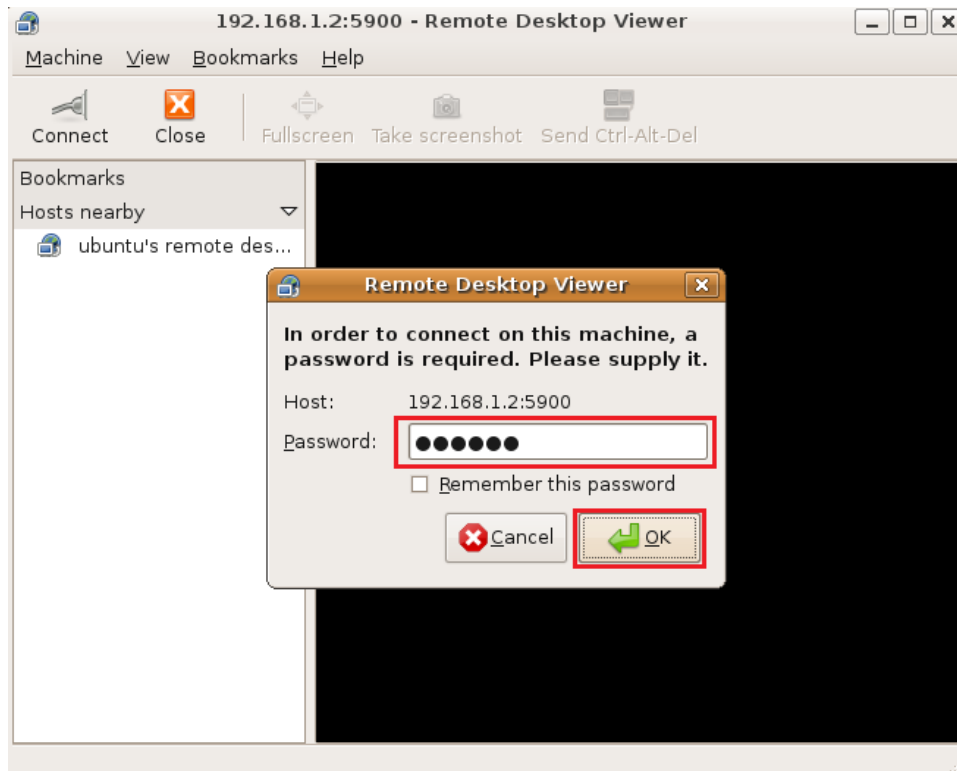 192.168.1.2:5900 - Remote Desktop Viewer
Machine View Bookmarks Help
Connect Close Fullscreen Take screenshot Send Ctrl-Alt-Del
Bookmarks
Hosts nearby
ubuntu's remote des...
Remote Desktop Viewer
In order to connect on this machine, a
password is required. Please supply it.
Host: 192.168.1.2:5900
Password: ●●●●●●
Remember this password
Cancel OK